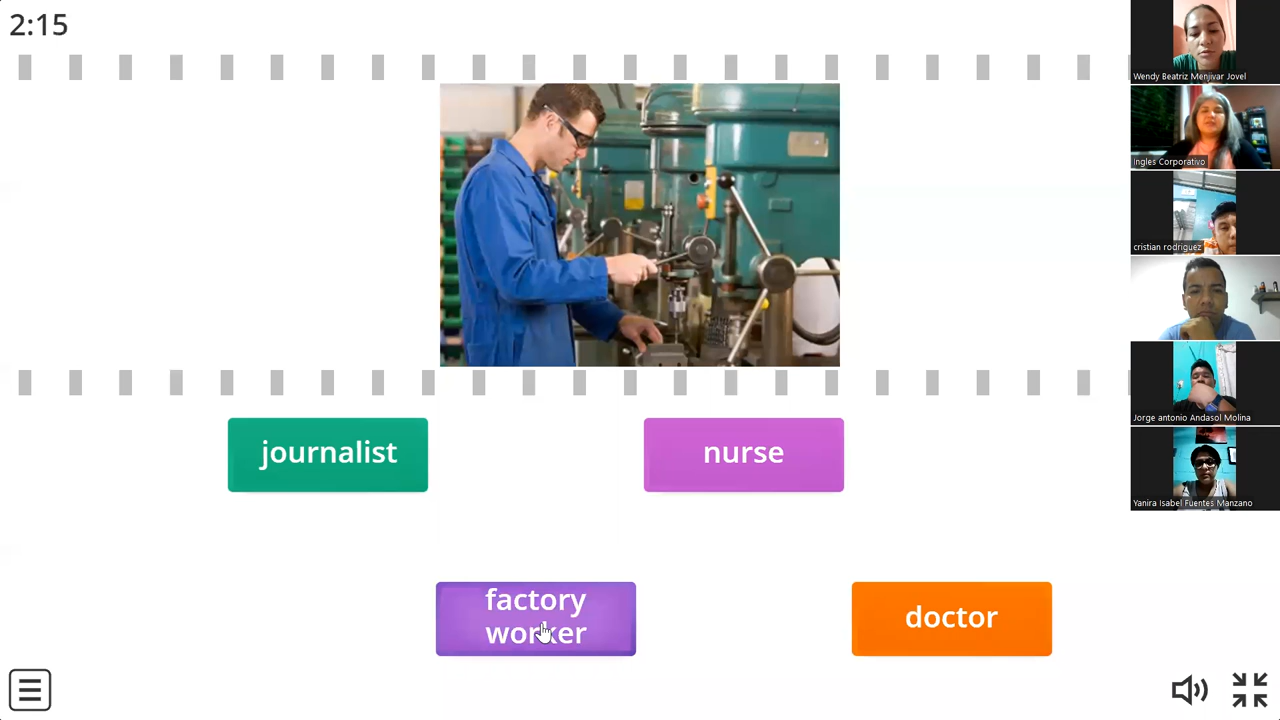 2:15
Wendy Beatriz Menjivar Jovel
Ingles Corporativo
cristian rodriguez
Jorge antonio Andasol Molina
Yanira Isabel Fuentes Manzano
journalist
nurse
factory
worker
doctor